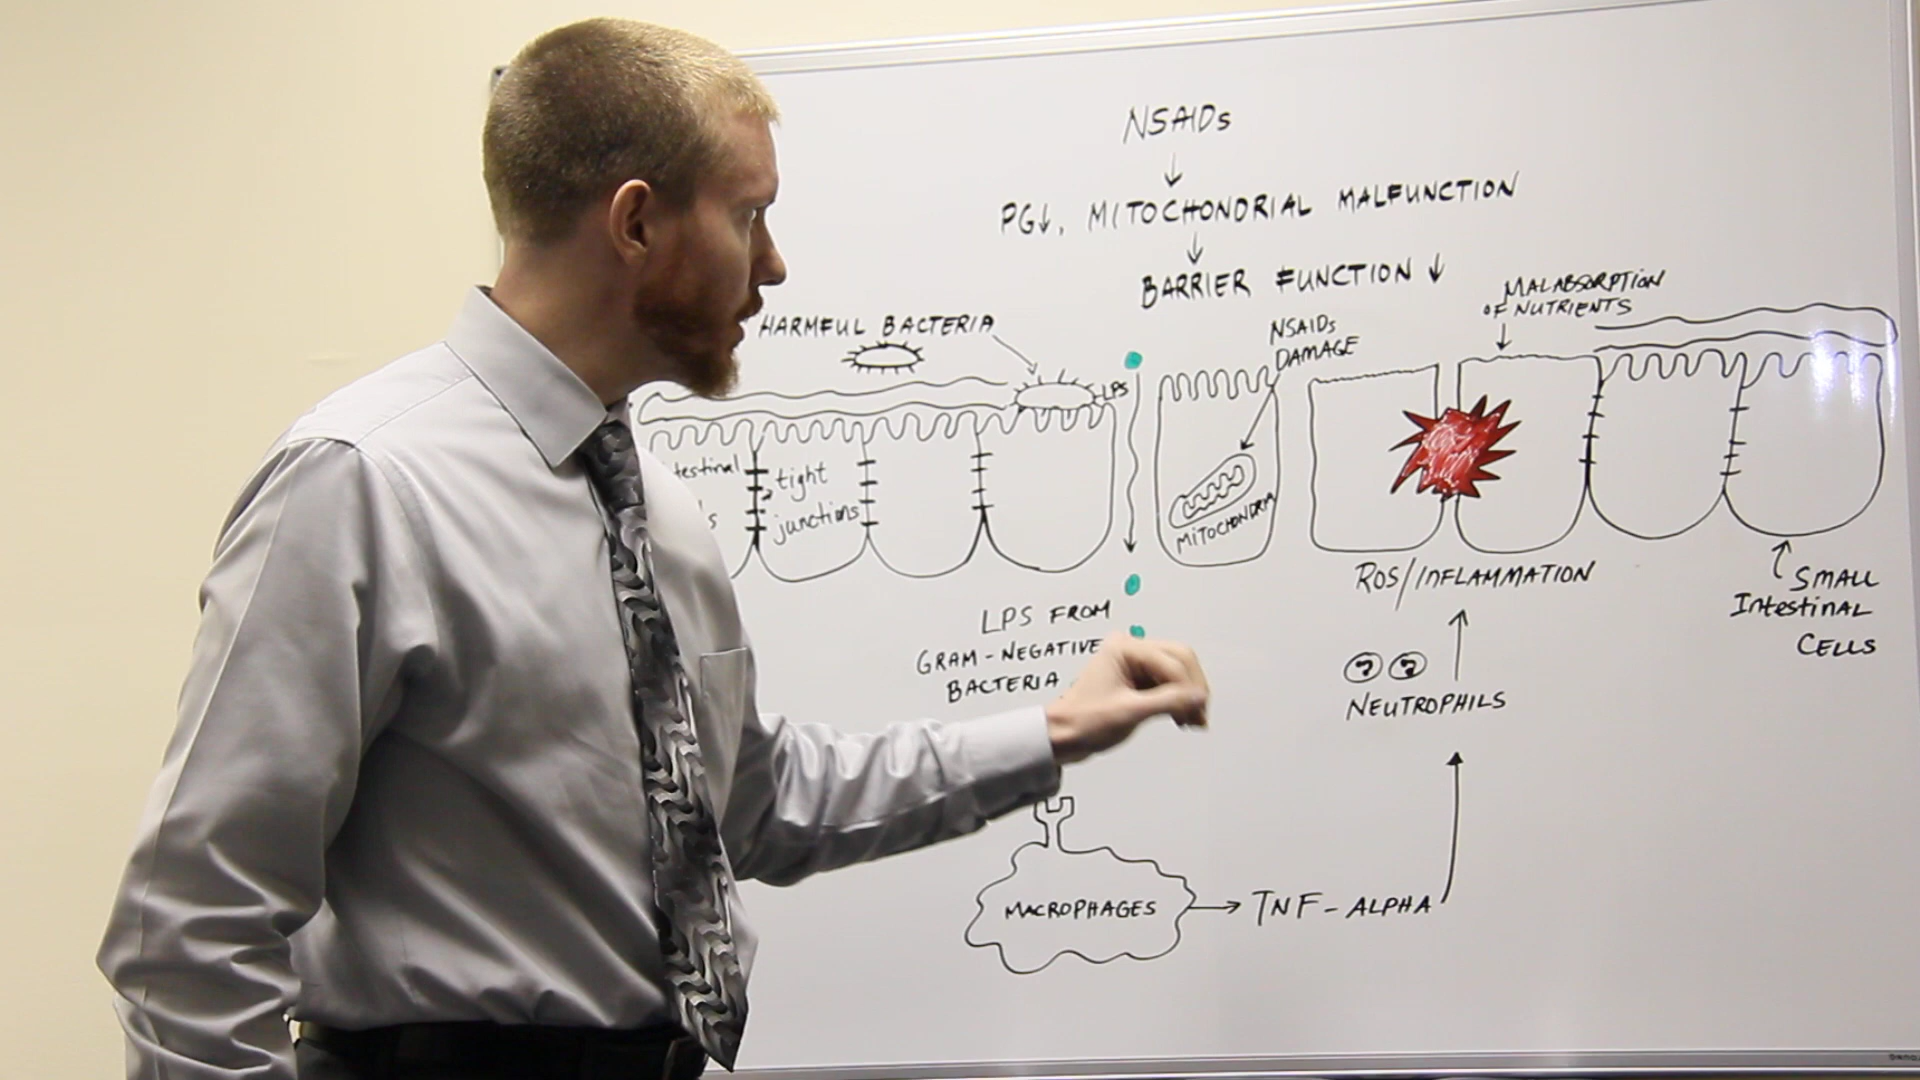 NSAIDs
↓
PG↓, MITOCHONDRIAL MALFUNCTION
↓
BARRIER FUNCTION ↓
MALABSORPTION
OF NUTRIENTS
HARMFUL BACTERIA
NSAIDs
DAMAGE
LPS
testinal
tight
junctions
MITOCHONDRIA
LPS FROM
GRAM-NEGATIVE
BACTERIA
ROS/INFLAMMATION
SMALL
INTESTINAL
CELLS
NEUTROPHILS
MACROPHAGES → TNF-ALPHA